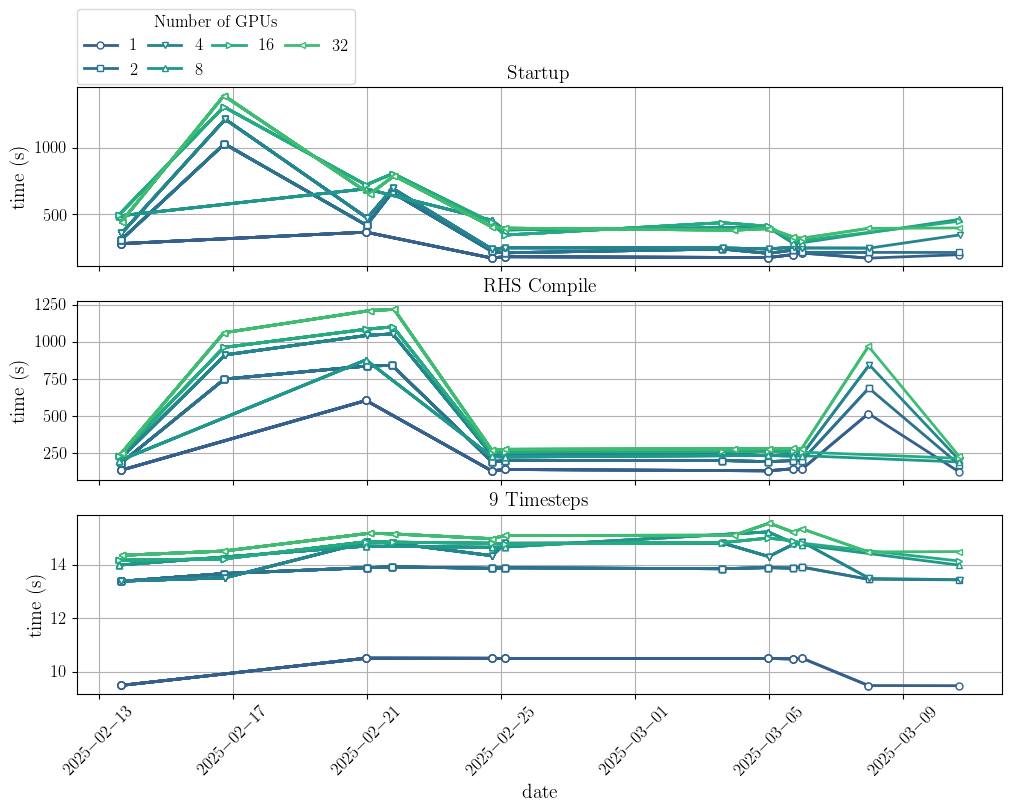 Number of GPUs
1 4 16 32
2 8
Startup
1000
500
time (s)
RHS Compile
1250
1000
750
500
250
time (s)
9 Timesteps
14
12
10
time (s)
2025−02−13 2025−02−17 2025−02−21 2025−02−25 2025−03−01 2025−03−05 2025−03−09
date